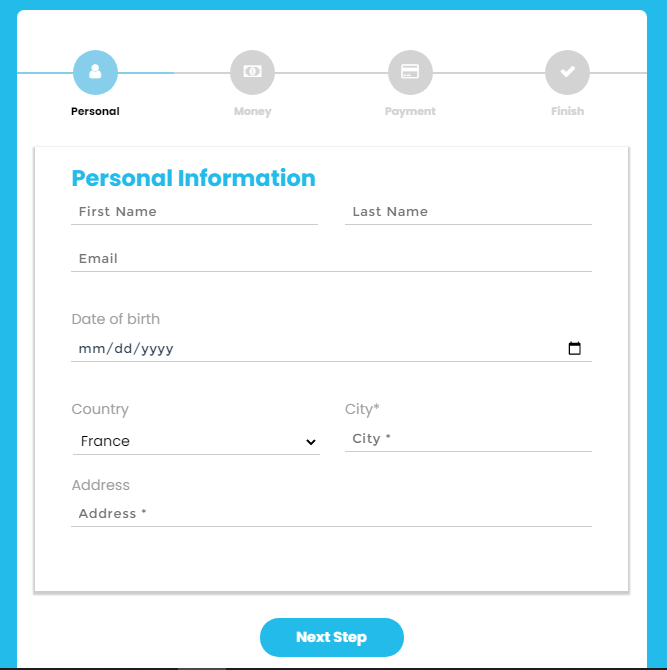 Personal Money Payment Finish
Personal Information
First Name Last Name
Email
Date of birth
mm/dd/yyyy
Country City*
France City *
Address
Address *
Next Step